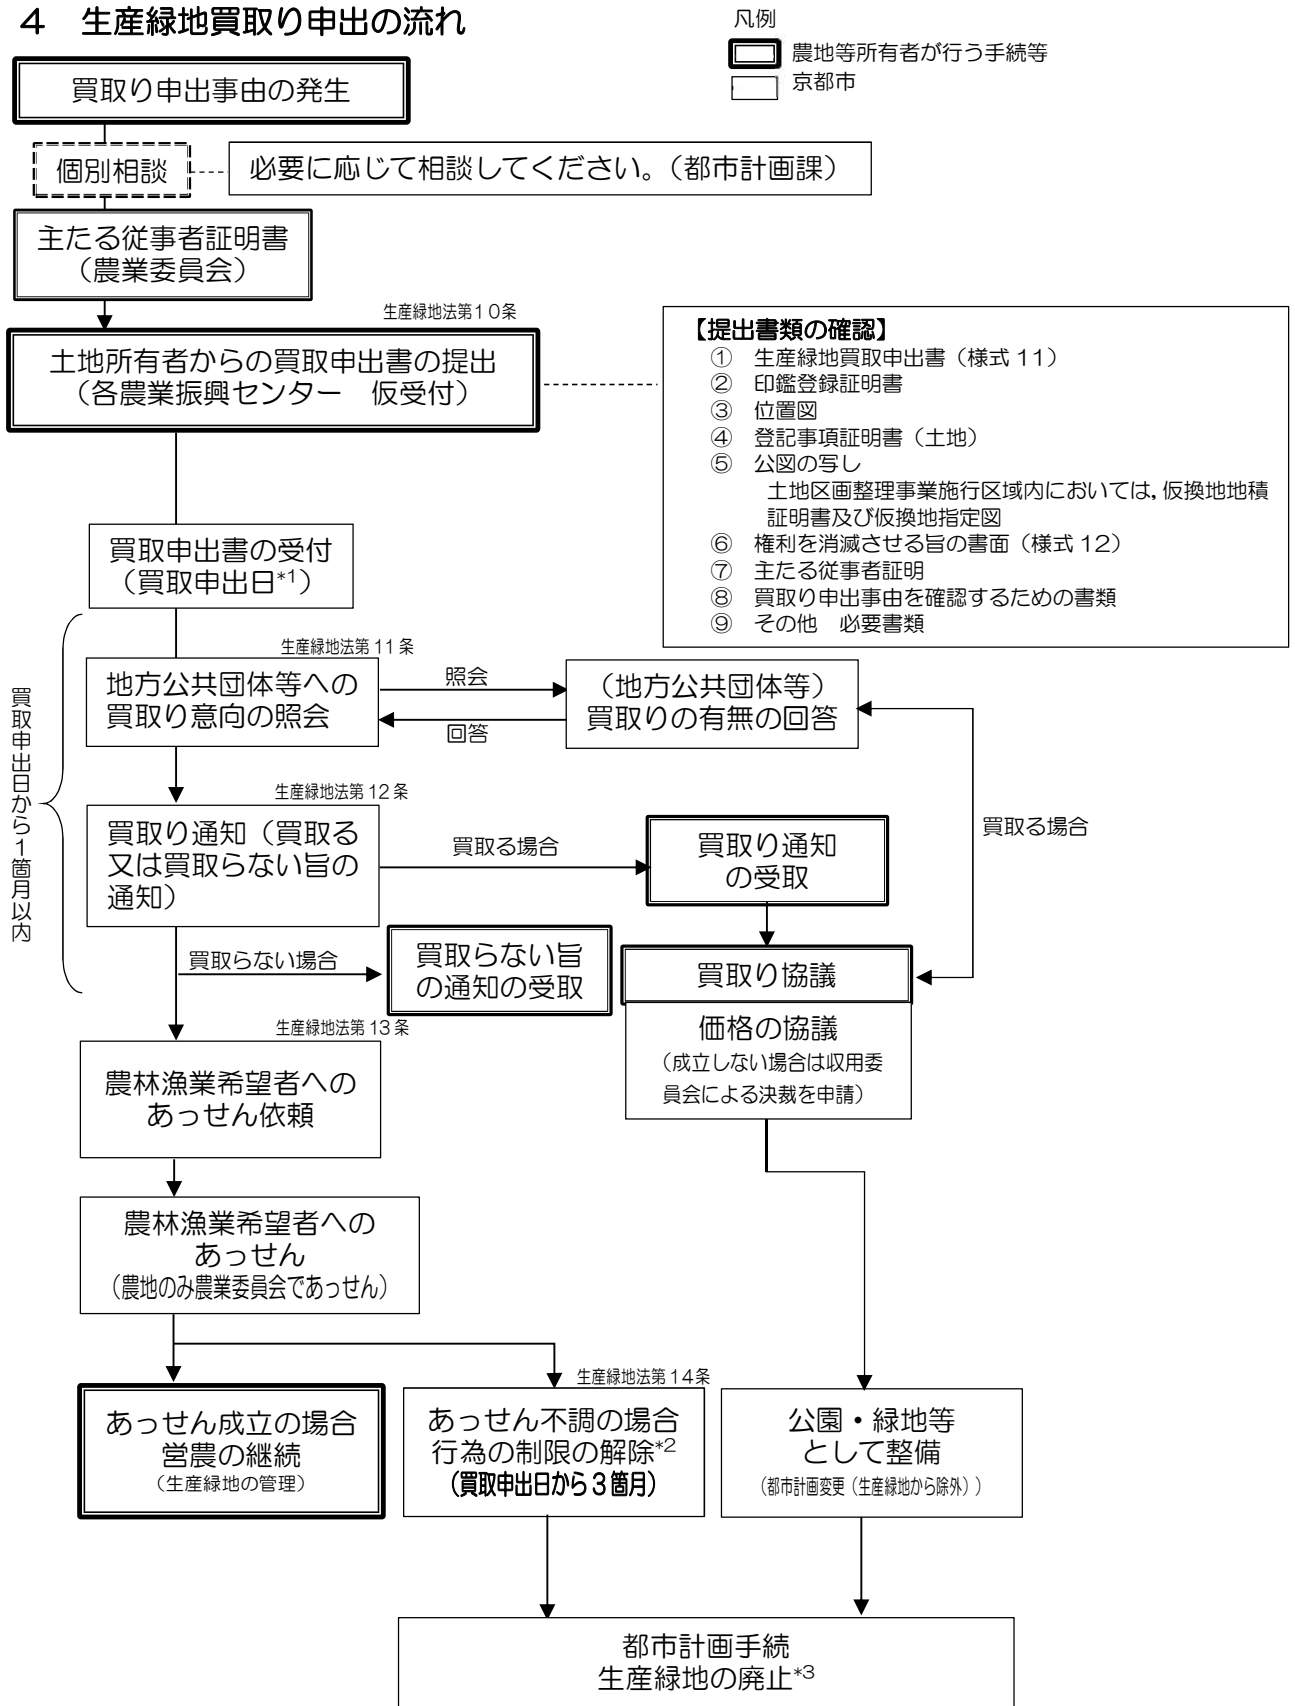 4　生産緑地買取り申出の流れ
凡例
農地等所有者が行う手続等
京都市
買取り申出事由の発生
個別相談
必要に応じて相談してください。（都市計画課）
主たる従事者証明書
（農業委員会）
生産緑地法第10条
土地所有者からの買取申出書の提出
（各農業振興センター　仮受付）
【提出書類の確認】
①　生産緑地買取申出書（様式 11）
②　印鑑登録証明書
③　位置図
④　登記事項証明書（土地）
⑤　公図の写し
土地区画整理事業施行区域内においては，仮換地地積
証明書及び仮換地指定図
⑥　権利を消滅させる旨の書面（様式 12）
⑦　主たる従事者証明
⑧　買取り申出事由を確認するための書類
⑨　その他　必要書類
買取申出書の受付
（買取申出日*1）
買取申出日から1箇月以内
生産緑地法第 11 条
地方公共団体等への
買取り意向の照会
照会
回答
（地方公共団体等）
買取りの有無の回答
生産緑地法第 12 条
買取り通知（買取る
又は買取らない旨の
通知）
買取る場合
買取り通知
の受取
買取る場合
買取らない場合
買取らない旨
の通知の受取
買取り協議
価格の協議
（成立しない場合は収用委
員会による決裁を申請）
生産緑地法第 13 条
農林漁業希望者への
あっせん依頼
農林漁業希望者への
あっせん
（農地のみ農業委員会であっせん）
あっせん成立の場合
営農の継続
（生産緑地の管理）
生産緑地法第14条
あっせん不調の場合
行為の制限の解除*2
（買取申出日から3箇月）
公園・緑地等
として整備
（都市計画変更（生産緑地から除外））
都市計画手続
生産緑地の廃止*3